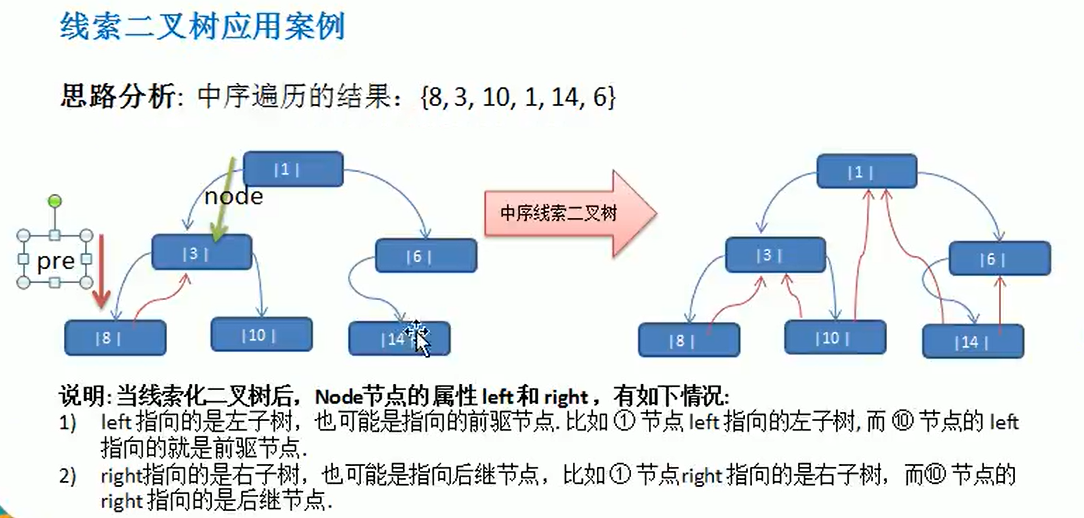 线索二叉树应用案例
思路分析: 中序遍历的结果：{8, 3, 10, 1, 14, 6}
|1 |
node
|3 |
|6 |
pre
|8 |
|10 |
|14 |
中序线索二叉树
|1 |
|3 |
|6 |
|8 |
|10 |
|14 |
说明: 当线索化二叉树后，Node节点的属性 left 和 right ，有如下情况:
1) left 指向的是左子树，也可能是指向的前驱节点. 比如 ① 节点 left 指向的左子树, 而 ⑩ 节点的 left
指向的就是前驱节点.
2) right指向的是右子树，也可能是指向后继节点，比如 ① 节点right 指向的是右子树，而⑩ 节点的
right 指向的是后继节点.